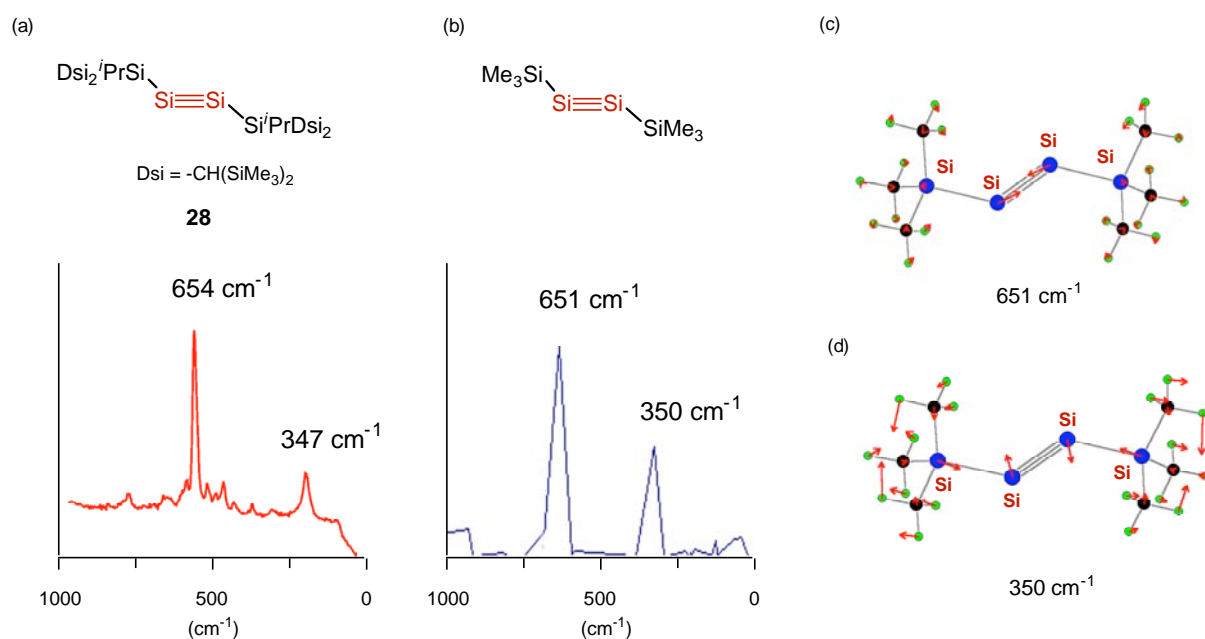 (a)
Dsi₂ⁱPrSi
Si≡Si
SiⁱPrDsi₂
Dsi = -CH(SiMe₃)₂
28
654 cm⁻¹
347 cm⁻¹
1000 500 0
(cm⁻¹)
(b)
Me₃Si
Si≡Si
SiMe₃
651 cm⁻¹
350 cm⁻¹
1000 500 0
(cm⁻¹)
(c)
Si
Si Si
Si
651 cm⁻¹
(d)
Si
Si Si
Si
350 cm⁻¹